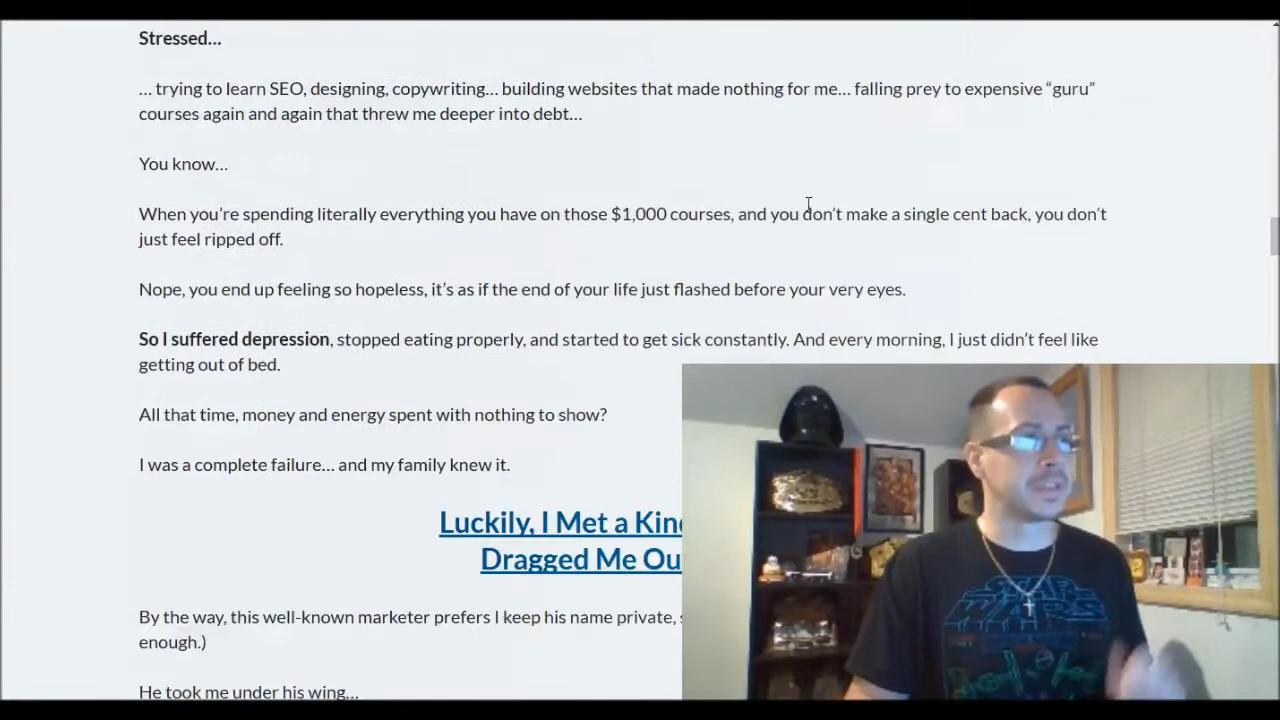 Stressed...
... trying to learn SEO, designing, copywriting... building websites that made nothing for me... falling prey to expensive “guru”
courses again and again that threw me deeper into debt...
You know...
When you’re spending literally everything you have on those $1,000 courses, and you don’t make a single cent back, you don’t
just feel ripped off.
Nope, you end up feeling so hopeless, it’s as if the end of your life just flashed before your very eyes.
So I suffered depression, stopped eating properly, and started to get sick constantly. And every morning, I just didn’t feel like
getting out of bed.
All that time, money and energy spent with nothing to show?
I was a complete failure... and my family knew it.
Luckily, I Met a Kin
Dragged Me Ou
By the way, this well-known marketer prefers I keep his name private,
enough.)
He took me under his wing...
STAR
WARS